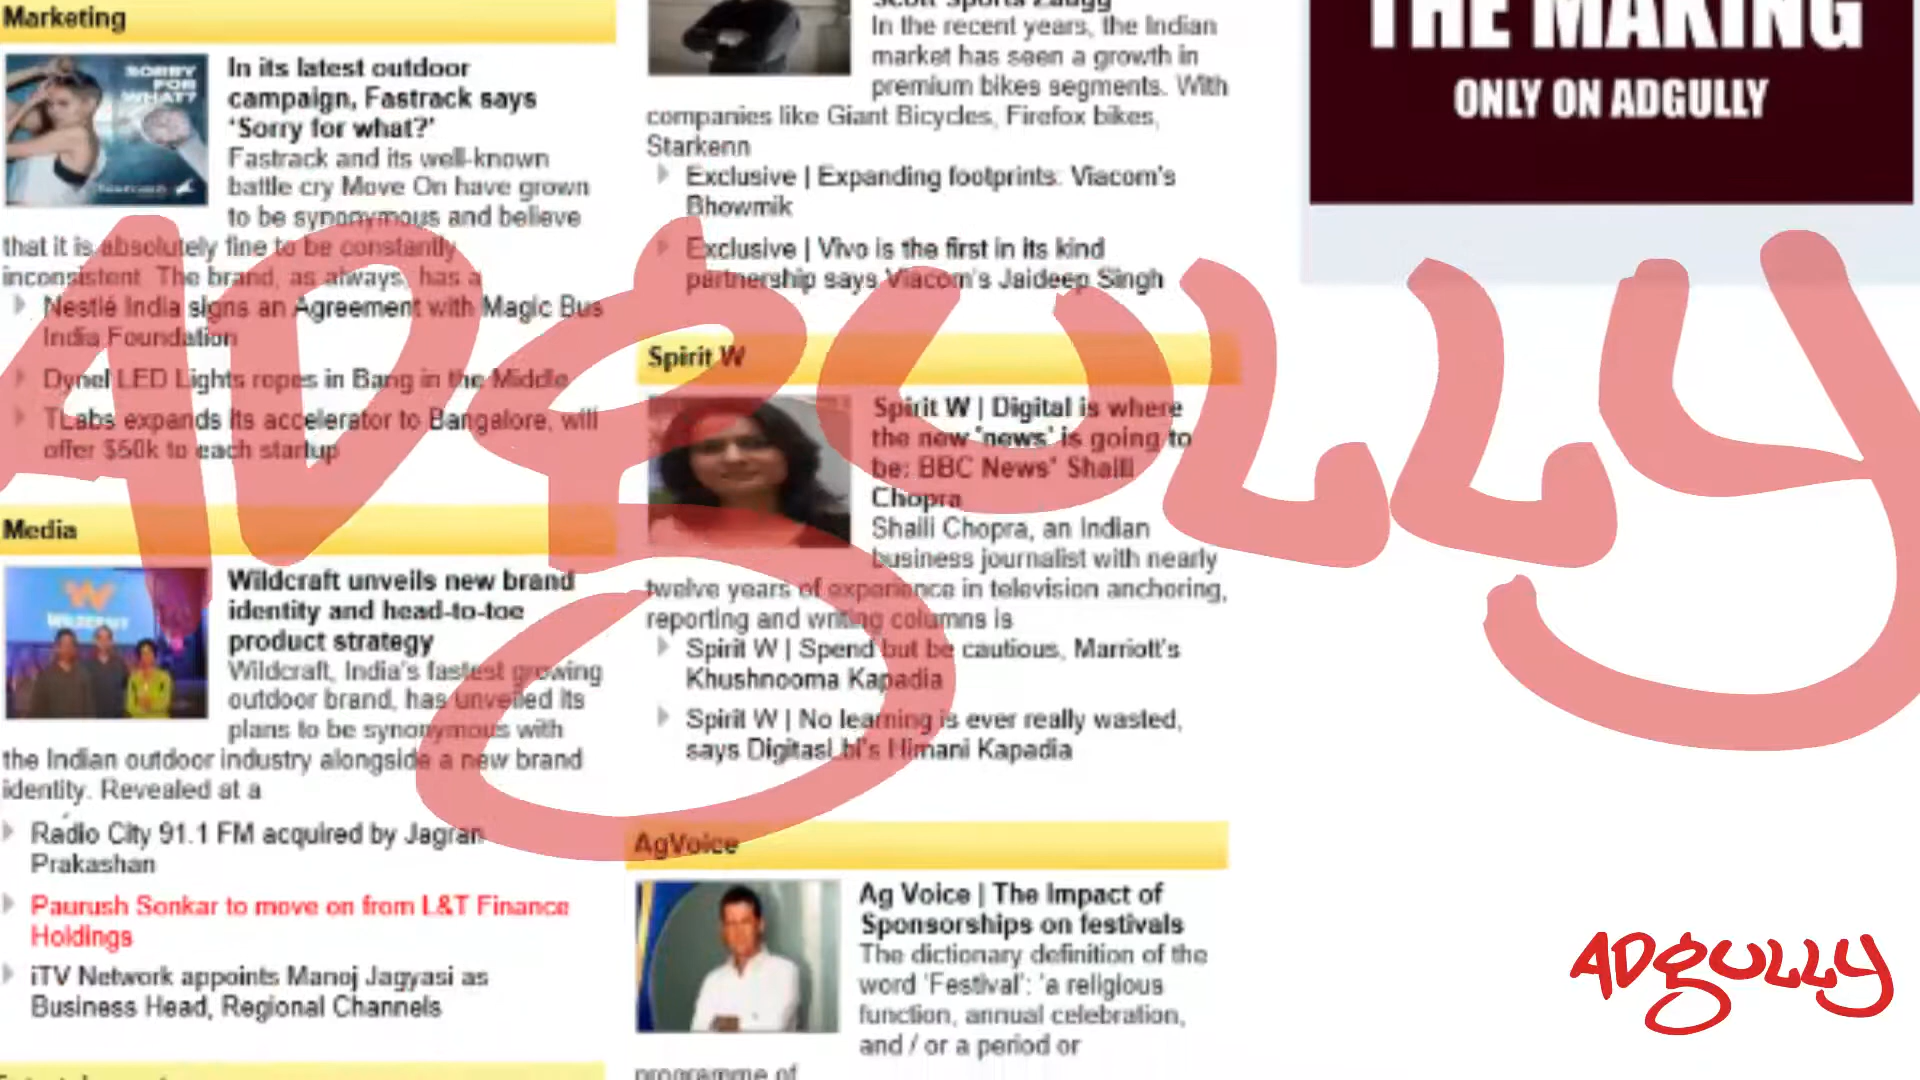 Marketing
SORRY
FOR
WHAT?
In its latest outdoor
campaign, Fastrack says
‘Sorry for what?’
Fastrack and its well-known
battle cry Move On have grown
to be synonymous and believe
that it is absolutely fine to be constantly
inconsistent. The brand, as always, has a
Nestlé India signs an Agreement with Magic Bus
India Foundation
Dynel LED Lights ropes in Bang in the Middle
TLabs expands its accelerator to Bangalore, will
offer $50k to each startup
Media
WILDCRAFT
Wildcraft unveils new brand
identity and head-to-toe
product strategy
Wildcraft, India's fastest growing
outdoor brand, has unveiled its
plans to be synonymous with
the Indian outdoor industry alongside a new brand
identity. Revealed at a
Radio City 91.1 FM acquired by Jagran
Prakashan
Paurush Sonkar to move on from L&T Finance
Holdings
iTV Network appoints Manoj Jagyasi as
Business Head, Regional Channels
Scott Sports Zaugg
In the recent years, the Indian
market has seen a growth in
premium bikes segments. With
companies like Giant Bicycles, Firefox bikes,
Starkenn
Exclusive | Expanding footprints: Viacom's
Bhowmik
Exclusive | Vivo is the first in its kind
partnership says Viacom's Jaideep Singh
Spirit W
Spirit W | Digital is where
the new 'news' is going to
be: BBC News' Shaili
Chopra
Shaili Chopra, an Indian
business journalist with nearly
twelve years of experience in television anchoring,
reporting and writing columns is
Spirit W | Spend but be cautious, Marriott's
Khushnooma Kapadia
Spirit W | No learning is ever really wasted,
says DigitasLbi's Himani Kapadia
AgVoice
Ag Voice | The Impact of
Sponsorships on festivals
The dictionary definition of the
word 'Festival': 'a religious
function, annual celebration,
and / or a period or
programme of
THE MAKING
ONLY ON ADGULLY
ADgULLY
ADgULLY